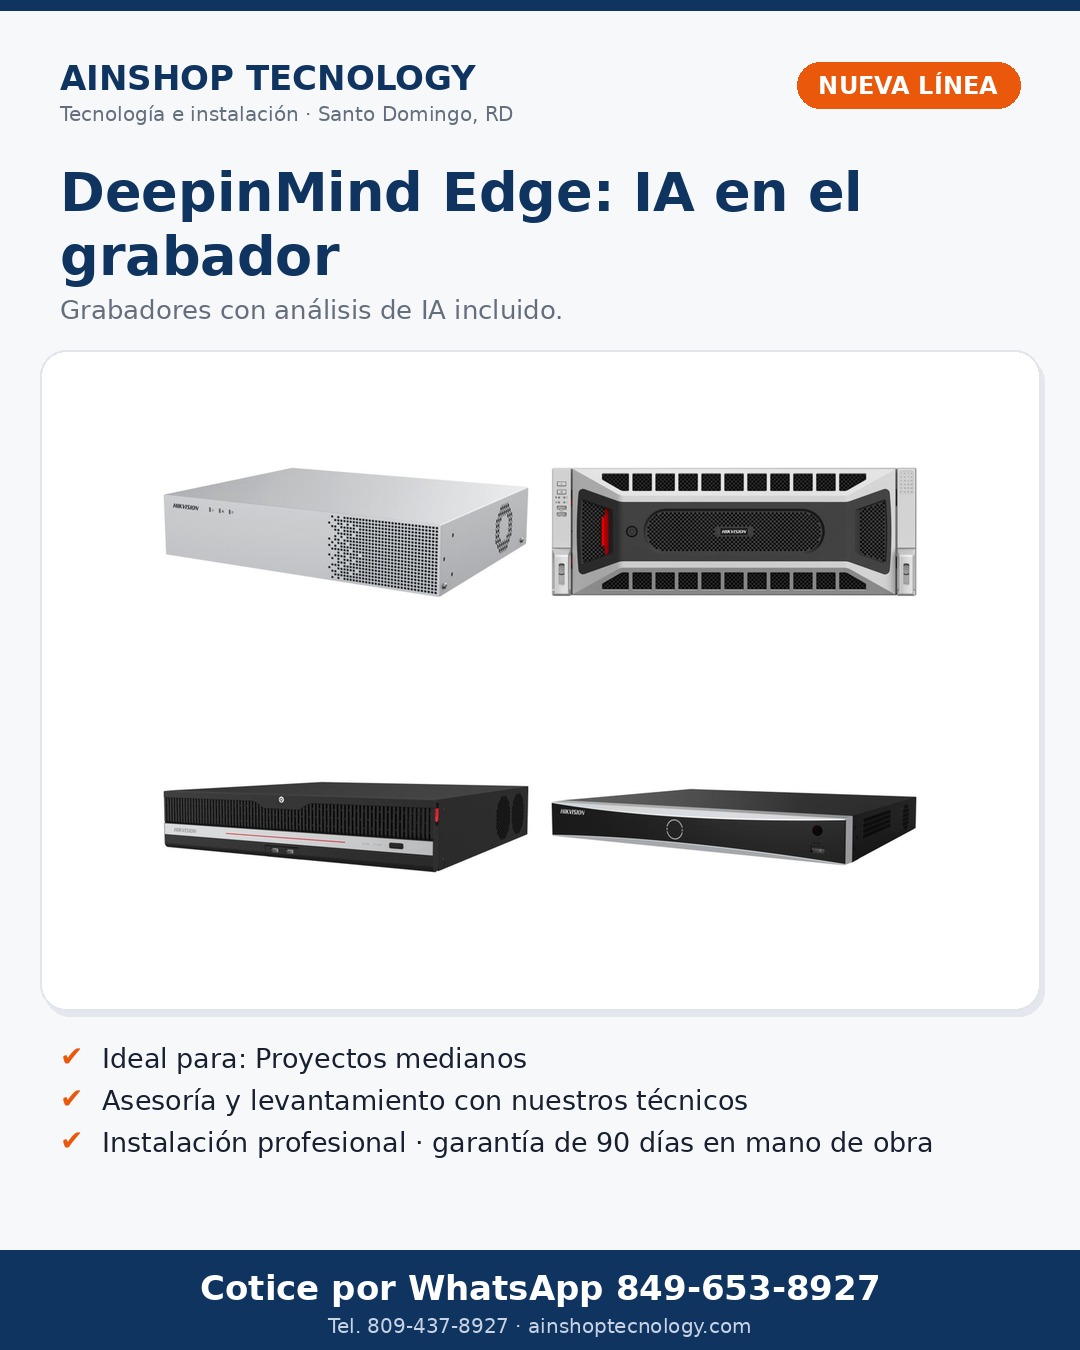 AINSHOP TECNOLOGY
Tecnología e instalación · Santo Domingo, RD
NUEVA LÍNEA
DeepinMind Edge: IA en el
grabador
Grabadores con análisis de IA incluido.
HIKVISION
HIKVISION
HIKVISION
HIKVISION
✔ Ideal para: Proyectos medianos
✔ Asesoría y levantamiento con nuestros técnicos
✔ Instalación profesional · garantía de 90 días en mano de obra
Cotice por WhatsApp 849-653-8927
Tel. 809-437-8927 · ainshoptecnology.com